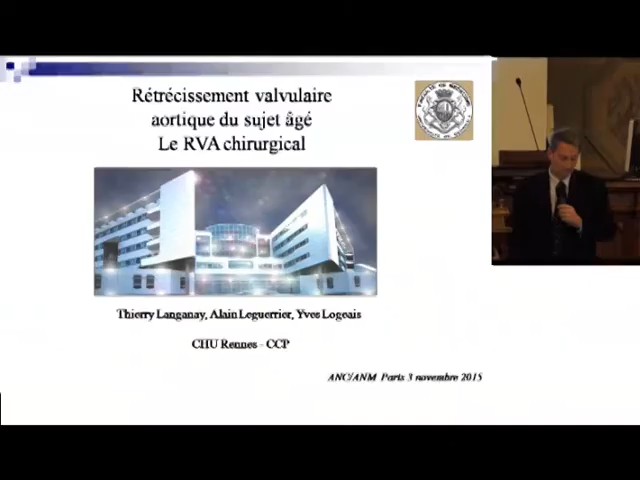 Rétrécissement valvulaire
aortique du sujet âgé
Le RVA chirurgical
Thierry Langanay, Alain Leguerrier, Yves Logeais
CHU Rennes - CCP
ANC/ANM Paris 3 novembre 2015